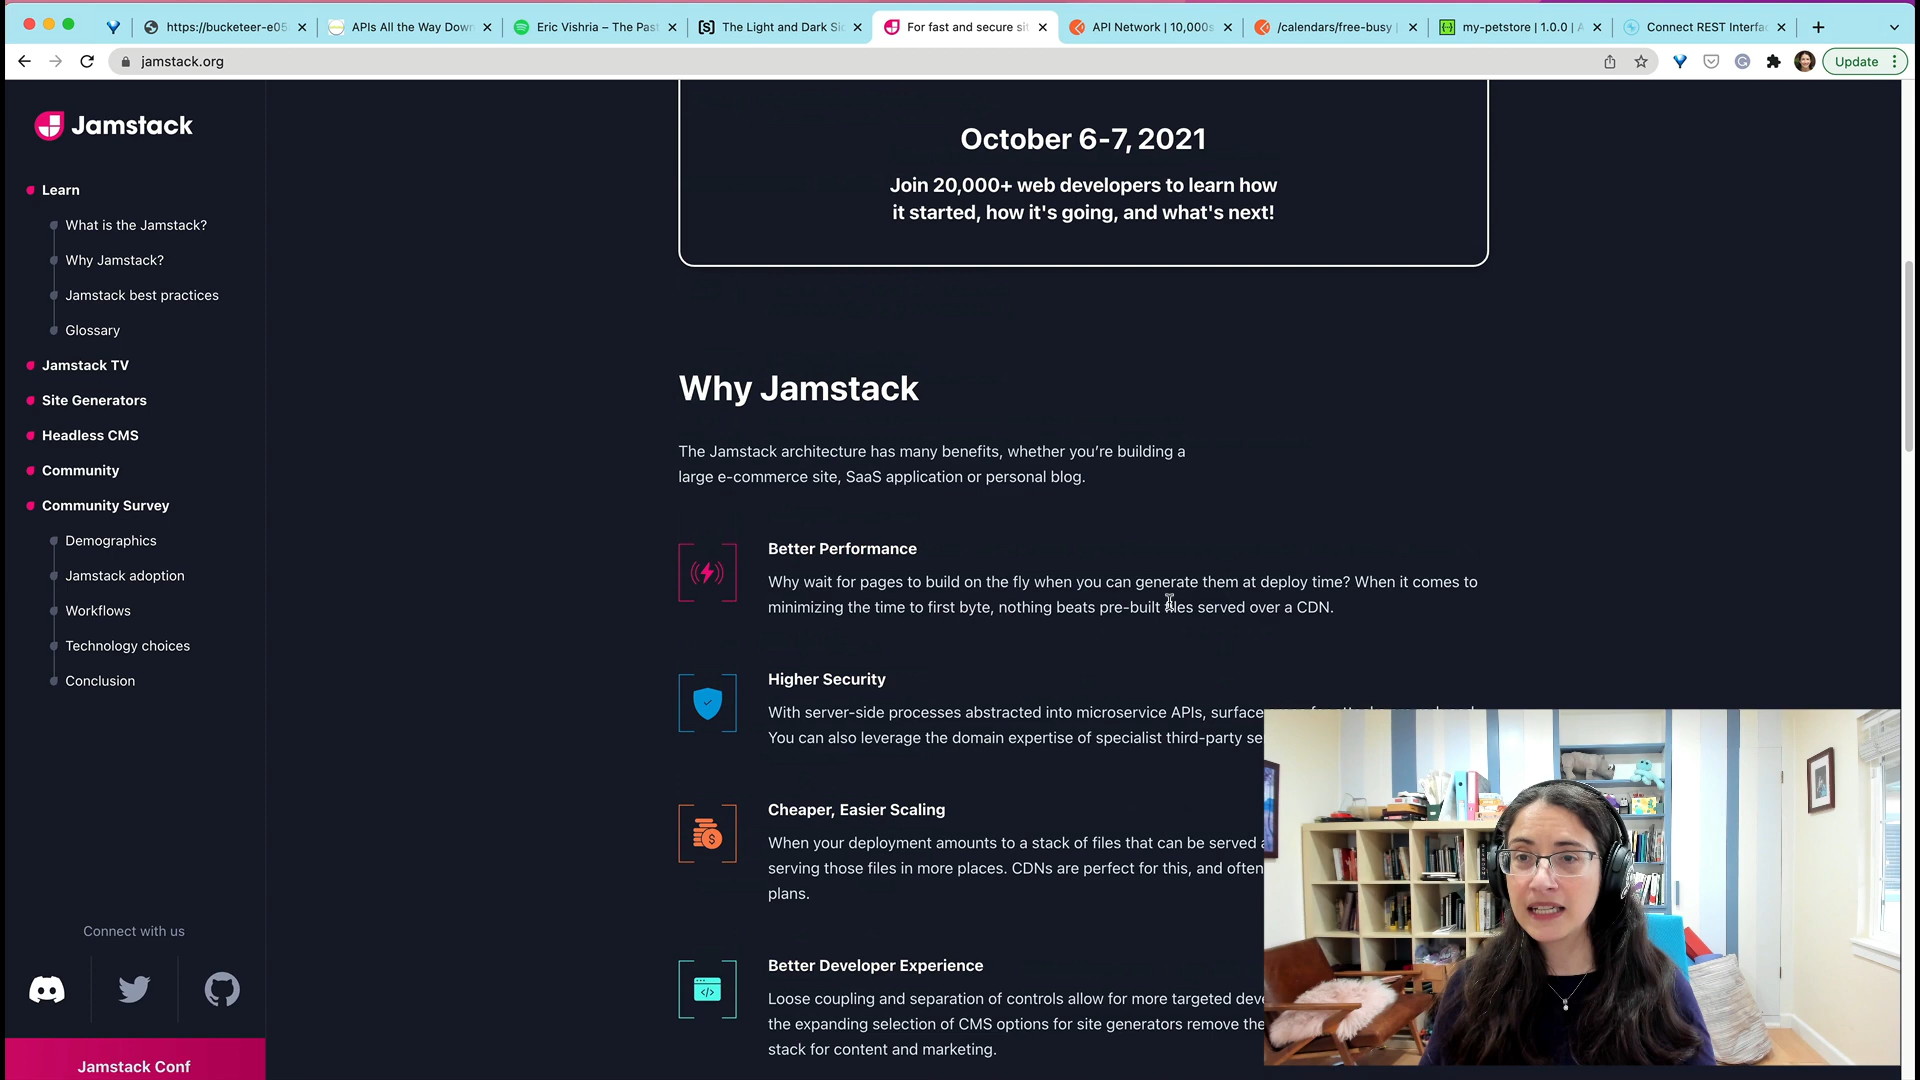 https://bucketeer-e05
APIs All the Way Down
Eric Vishria – The Past
The Light and Dark Si
For fast and secure sit
API Network | 10,000s
/calendars/free-busy |
my-petstore | 1.0.0 | A
Connect REST Interfac
jamstack.org
Update
Jamstack
Learn
What is the Jamstack?
Why Jamstack?
Jamstack best practices
Glossary
Jamstack TV
Site Generators
Headless CMS
Community
Community Survey
Demographics
Jamstack adoption
Workflows
Technology choices
Conclusion
Connect with us
Jamstack Conf
October 6-7, 2021
Join 20,000+ web developers to learn how
it started, how it's going, and what's next!
Why Jamstack
The Jamstack architecture has many benefits, whether you’re building a
large e-commerce site, SaaS application or personal blog.
Better Performance
Why wait for pages to build on the fly when you can generate them at deploy time? When it comes to
minimizing the time to first byte, nothing beats pre-built files served over a CDN.
Higher Security
With server-side processes abstracted into microservice APIs, surface
You can also leverage the domain expertise of specialist third-party se
Cheaper, Easier Scaling
When your deployment amounts to a stack of files that can be served
serving those files in more places. CDNs are perfect for this, and often
plans.
Better Developer Experience
Loose coupling and separation of controls allow for more targeted deve
the expanding selection of CMS options for site generators remove the
stack for content and marketing.